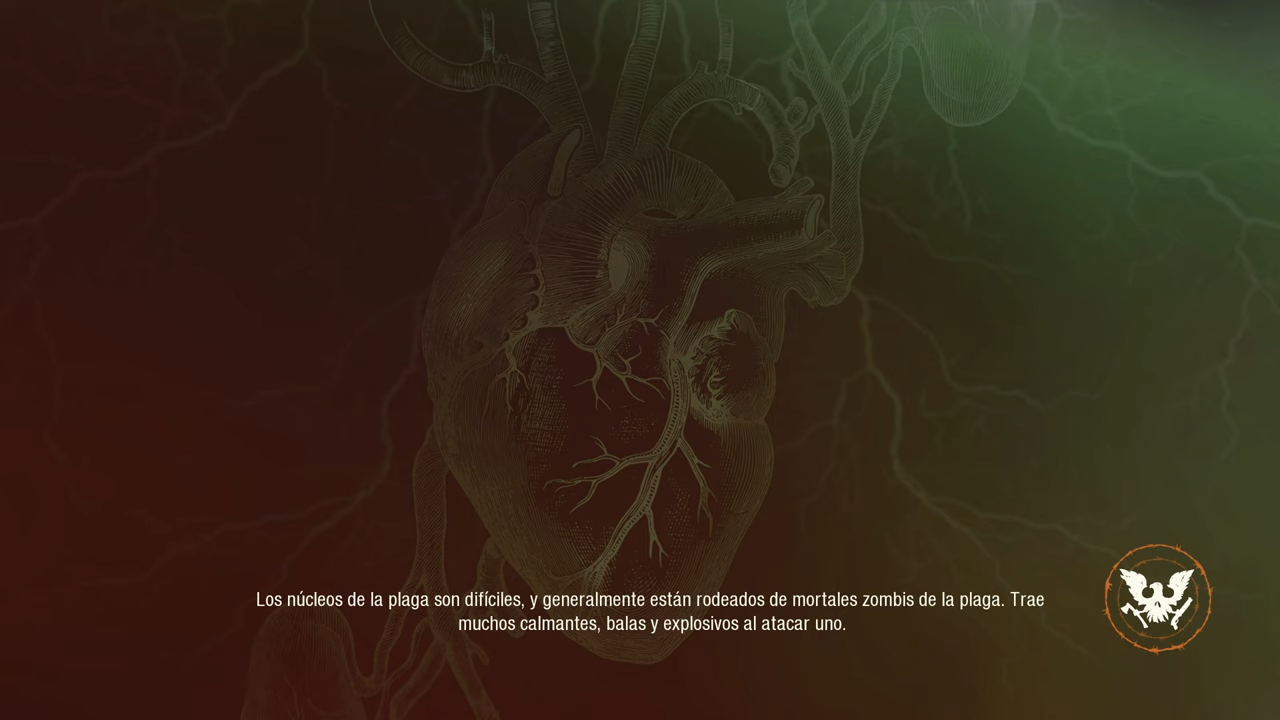 Los núcleos de la plaga son difíciles, y generalmente están rodeados de mortales zombis de la plaga. Trae
muchos calmantes, balas y explosivos al atacar uno.